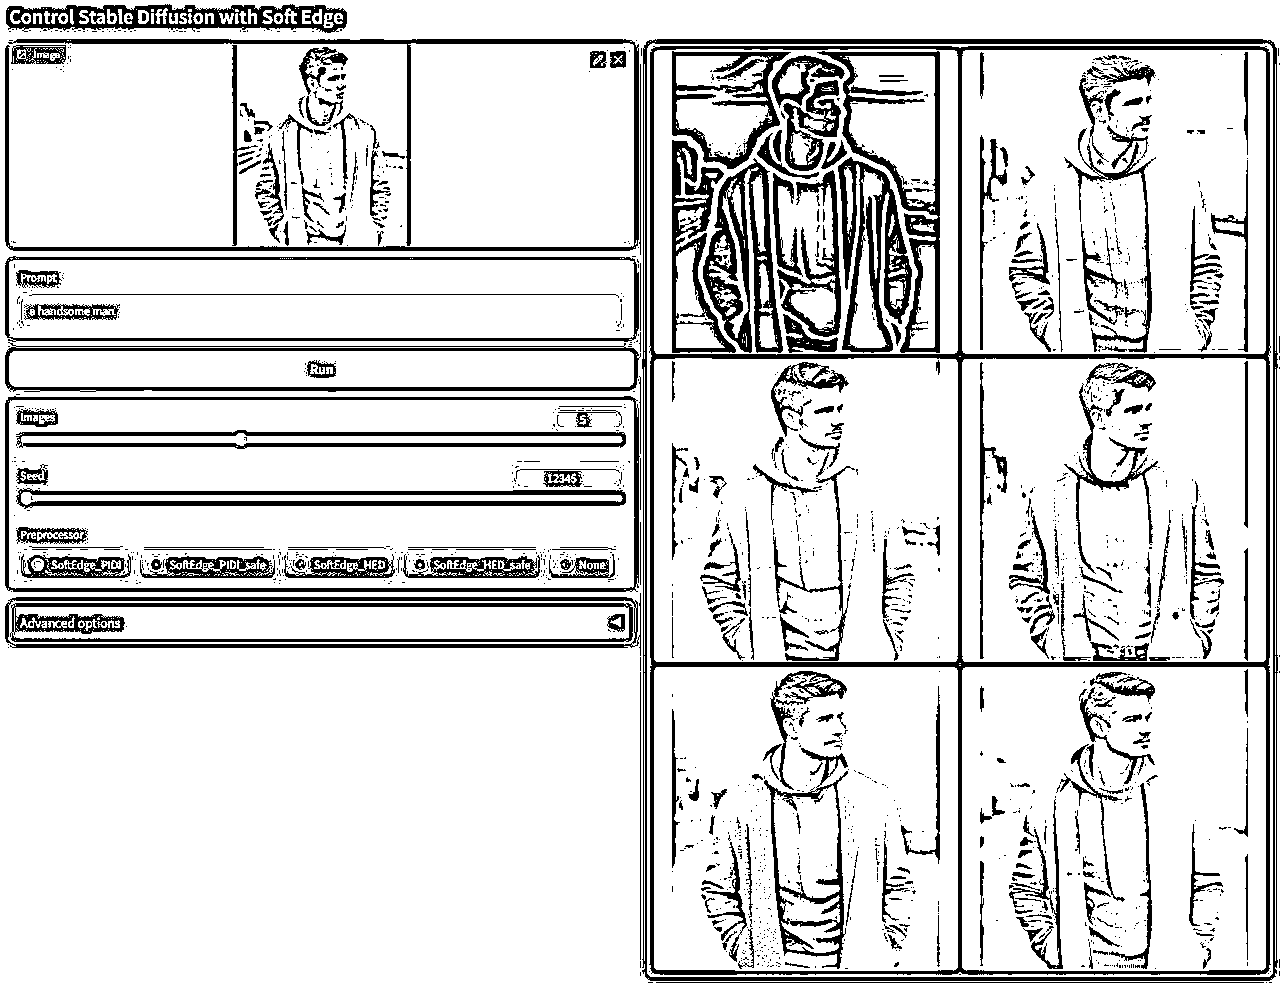 Control Stable Diffusion with Soft Edge
Image
Prompt
a handsome man
Run
Images
5
Seed
12345
Preprocessor
SoftEdge_PIDI
SoftEdge_PIDI_safe
SoftEdge_HED
SoftEdge_HED_safe
None
Advanced options